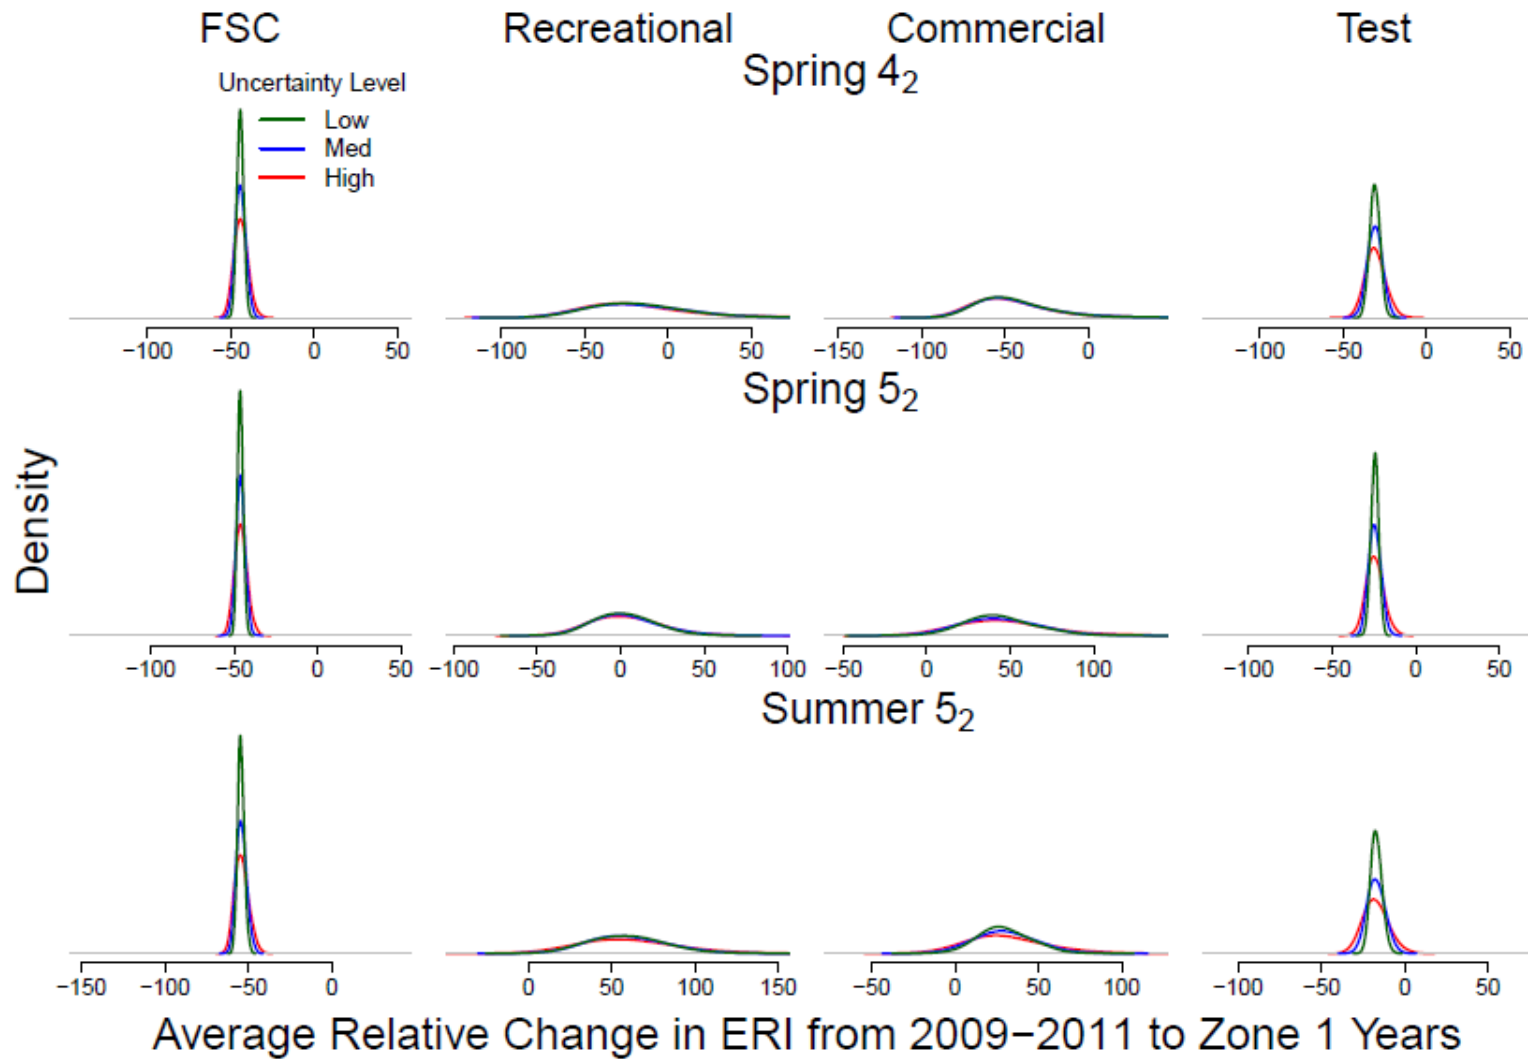 FSC Recreational Commercial Test
Spring 4₂
Uncertainty Level
Low
Med
High
−100 −50 0 50 −100 −50 0 50 −150 −100 −50 0 −100 −50 0 50
Spring 5₂
Density
−100 −50 0 50 −100 −50 0 50 100 −50 0 50 100 −100 −50 0 50
Summer 5₂
−150 −100 −50 0 0 50 100 150 −50 0 50 100 −100 −50 0 50
Average Relative Change in ERI from 2009−2011 to Zone 1 Years